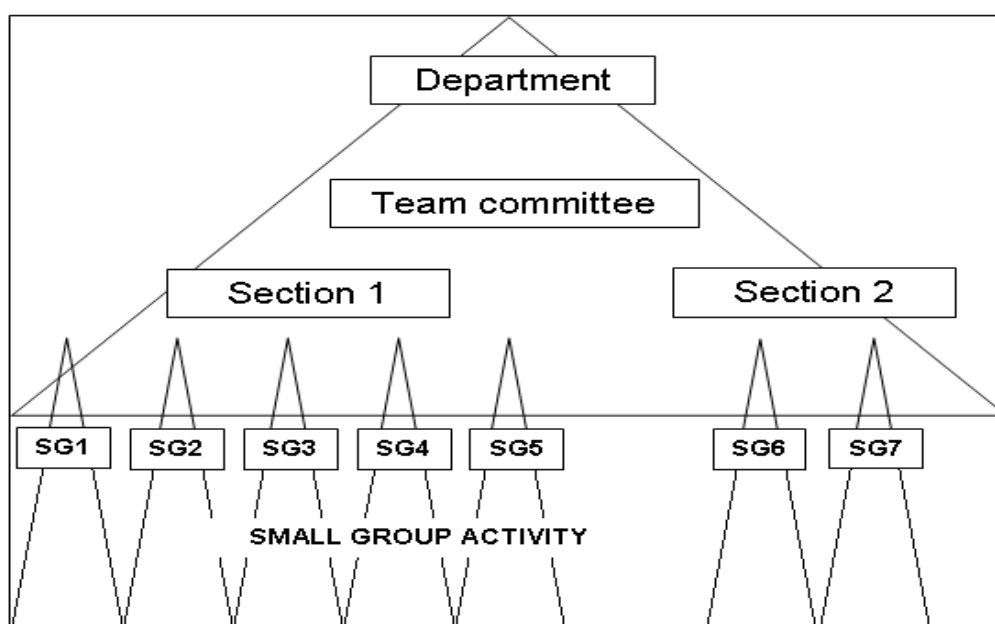 Department
Team committee
Section 1
Section 2
SG1
SG2
SG3
SG4
SG5
SG6
SG7
SMALL GROUP ACTIVITY